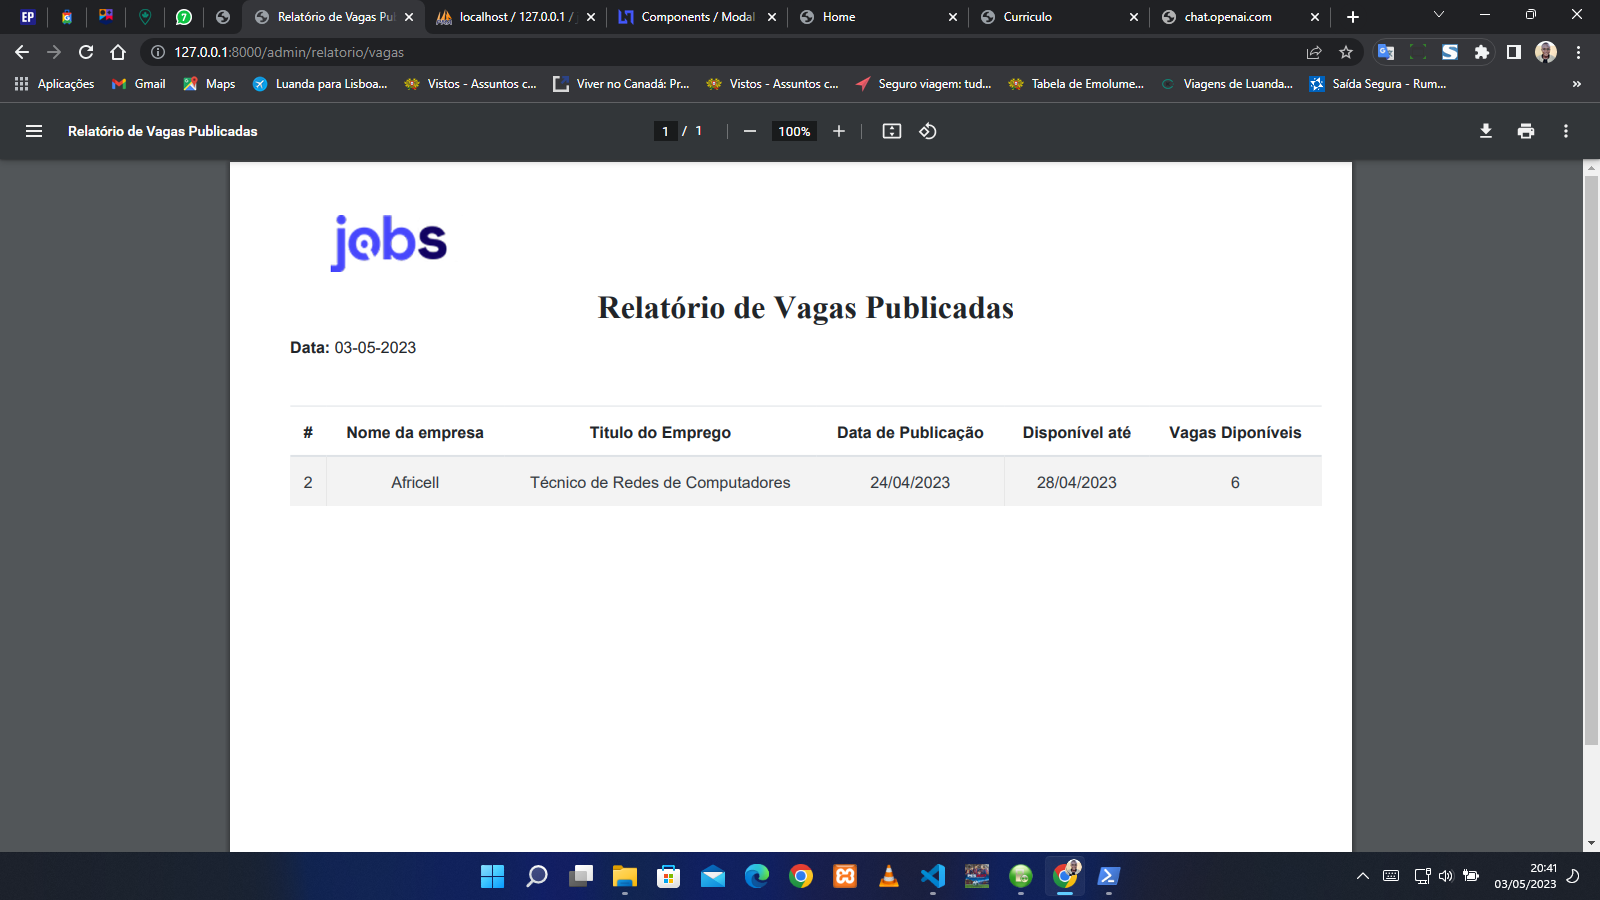 EP
7
Relatório de Vagas Pu
localhost / 127.0.0.1 /
Components / Modal
Home
Curriculo
chat.openai.com
127.0.0.1:8000/admin/relatorio/vagas
Aplicações
Gmail
Maps
Luanda para Lisboa...
Vistos - Assuntos c...
Viver no Canadá: Pr...
Vistos - Assuntos c...
Seguro viagem: tud...
Tabela de Emolume...
Viagens de Luanda...
Saída Segura - Rum...
»
Relatório de Vagas Publicadas
1 / 1
100%
jobs
Relatório de Vagas Publicadas
Data: 03-05-2023
# Nome da empresa Titulo do Emprego Data de Publicação Disponível até Vagas Diponíveis
2 Africell Técnico de Redes de Computadores 24/04/2023 28/04/2023 6
20:41
03/05/2023